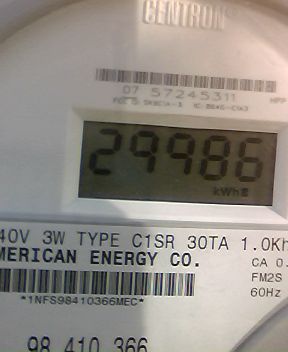 CENTRON
07 57245311
29986
kWh
40V 3W TYPE C1SR 30TA 1.0Kh
MERICAN ENERGY CO.
CA 0.
FM2S
*1NFS98410366MEC*
60Hz
98 410 366